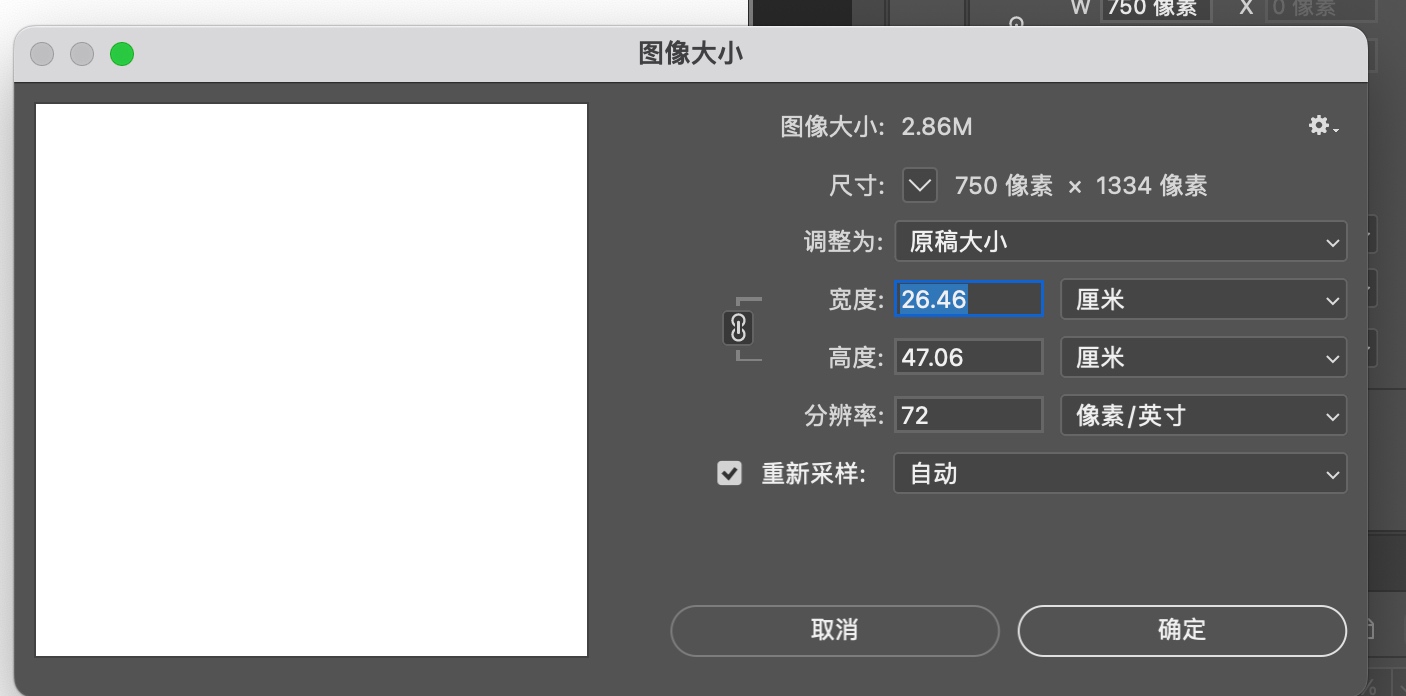 W 750 像素 X 0 像素
图像大小
图像大小: 2.86M
尺寸: 750 像素 × 1334 像素
调整为: 原稿大小
宽度: 26.46 厘米
高度: 47.06 厘米
分辨率: 72 像素/英寸
重新采样: 自动
取消 确定
%